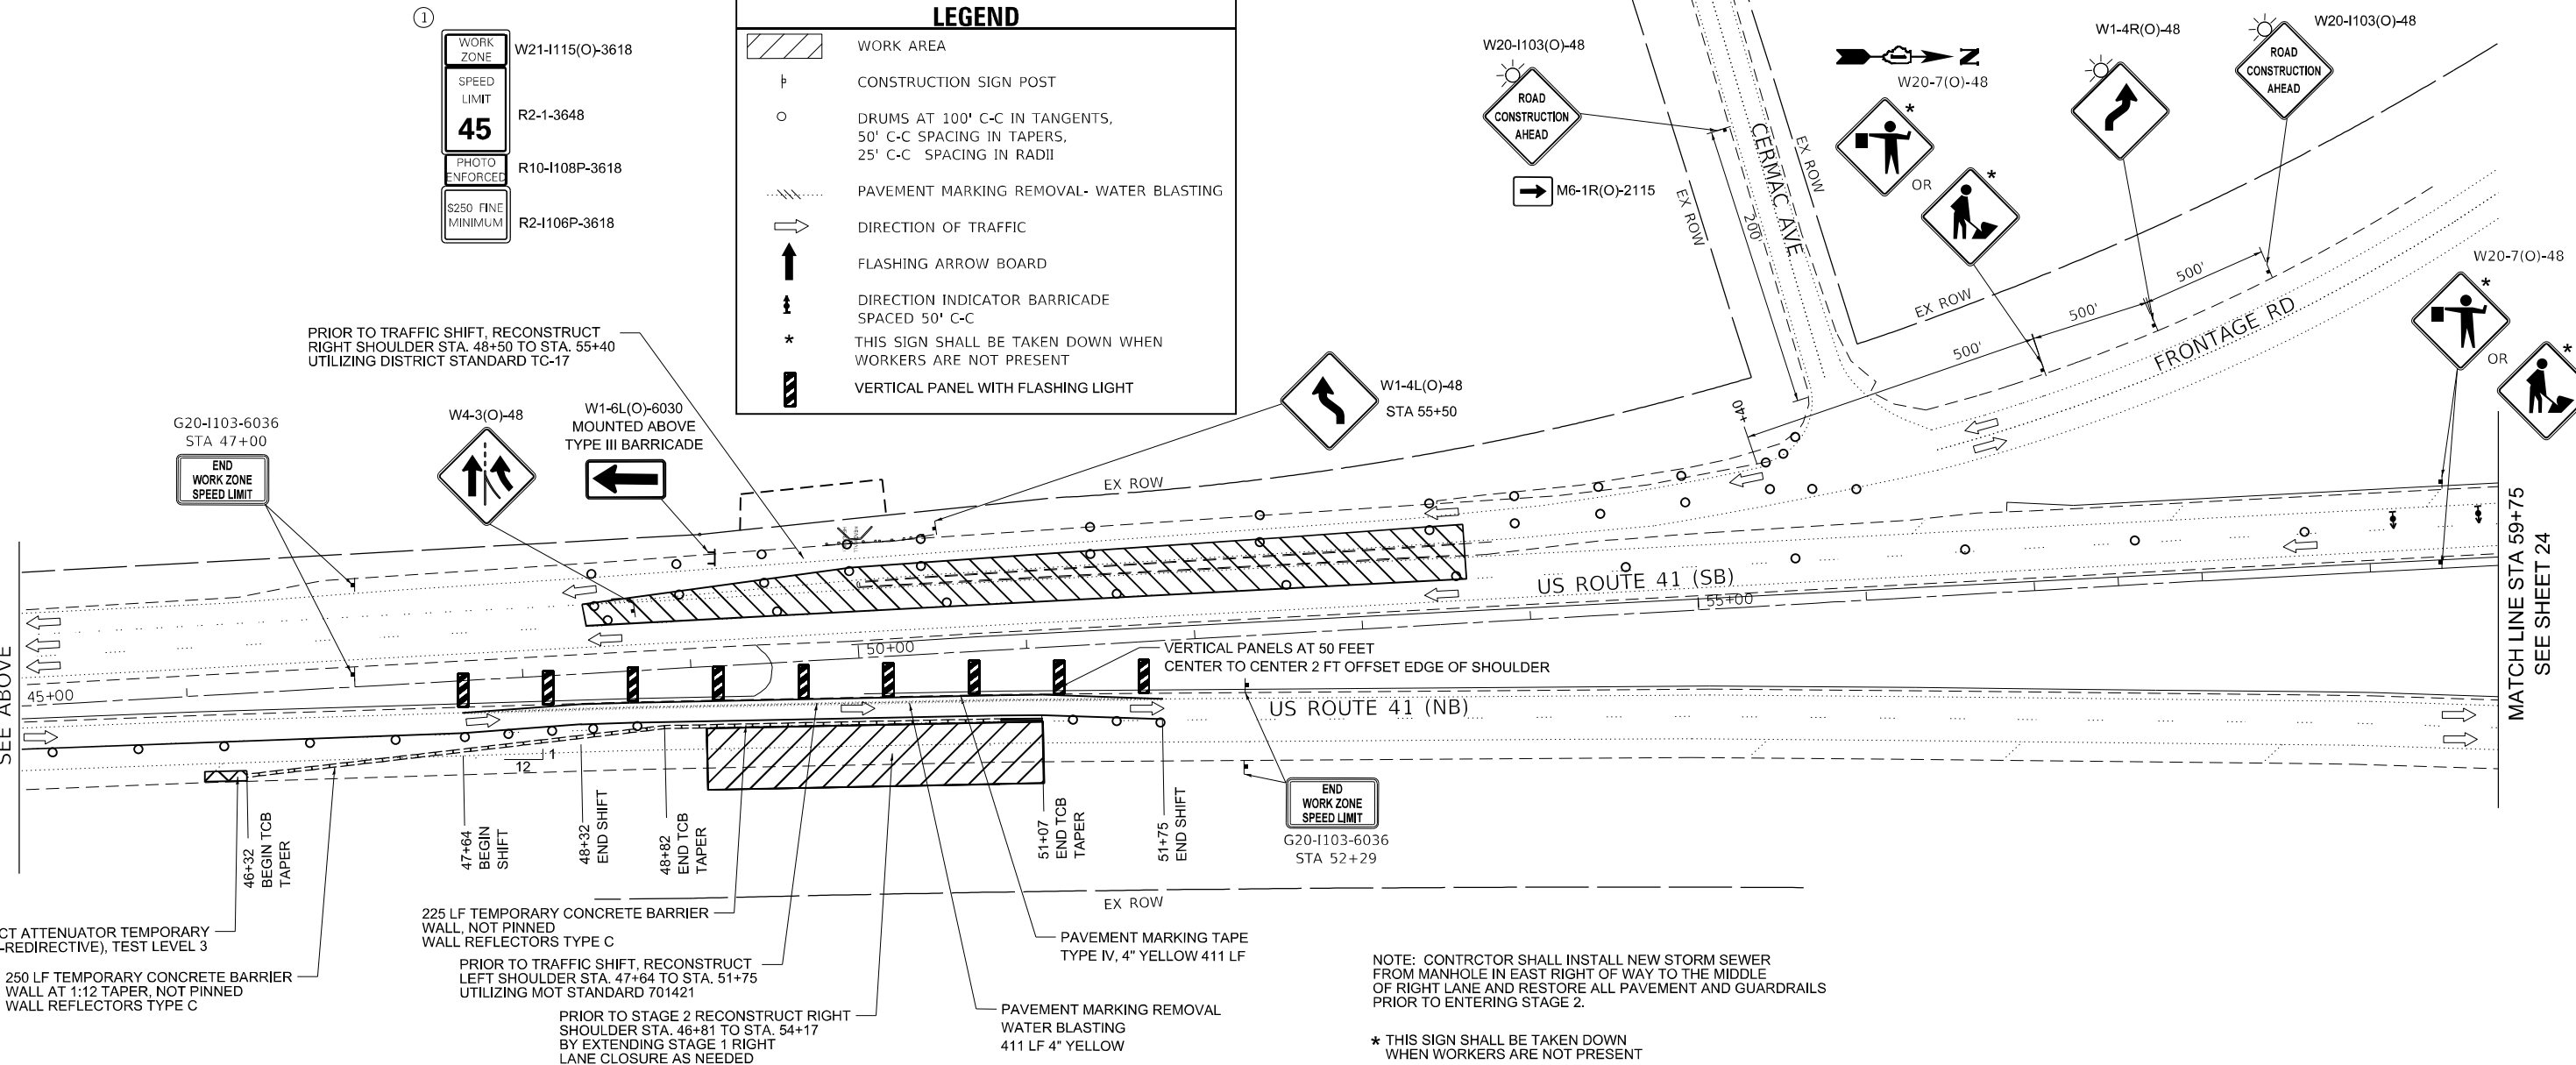 1
WORK
ZONE
W21-I115(O)-3618
SPEED
LIMIT
45
R2-1-3648
PHOTO
ENFORCED
R10-I108P-3618
$250 FINE
MINIMUM
R2-I106P-3618
LEGEND
WORK AREA
CONSTRUCTION SIGN POST
DRUMS AT 100' C-C IN TANGENTS,
50' C-C SPACING IN TAPERS,
25' C-C SPACING IN RADII
PAVEMENT MARKING REMOVAL- WATER BLASTING
DIRECTION OF TRAFFIC
FLASHING ARROW BOARD
DIRECTION INDICATOR BARRICADE
SPACED 50' C-C
* THIS SIGN SHALL BE TAKEN DOWN WHEN
WORKERS ARE NOT PRESENT
VERTICAL PANEL WITH FLASHING LIGHT
W20-I103(O)-48
ROAD
CONSTRUCTION
AHEAD
M6-1R(O)-2115
EX ROW
CERMAC AVE
EX ROW
200'
N
W20-7(O)-48
*
OR
*
W1-4R(O)-48
W20-I103(O)-48
ROAD
CONSTRUCTION
AHEAD
EX ROW
500'
500'
500'
FRONTAGE RD
W20-7(O)-48
*
OR
*
+40
PRIOR TO TRAFFIC SHIFT, RECONSTRUCT
RIGHT SHOULDER STA. 48+50 TO STA. 55+40
UTILIZING DISTRICT STANDARD TC-17
G20-I103-6036
STA 47+00
END
WORK ZONE
SPEED LIMIT
W4-3(O)-48
W1-6L(O)-6030
MOUNTED ABOVE
TYPE III BARRICADE
W1-4L(O)-48
STA 55+50
EX ROW
US ROUTE 41 (SB)
55+00
50+00
45+00
VERTICAL PANELS AT 50 FEET
CENTER TO CENTER 2 FT OFFSET EDGE OF SHOULDER
US ROUTE 41 (NB)
MATCH LINE STA 59+75
SEE SHEET 24
SEE ABOVE
1
12
46+32
BEGIN TCB
TAPER
47+64
BEGIN
SHIFT
48+32
END SHIFT
48+82
END TCB
TAPER
51+07
END TCB
TAPER
51+75
END SHIFT
END
WORK ZONE
SPEED LIMIT
G20-I103-6036
STA 52+29
EX ROW
CT ATTENUATOR TEMPORARY
-REDIRECTIVE), TEST LEVEL 3
250 LF TEMPORARY CONCRETE BARRIER
WALL AT 1:12 TAPER, NOT PINNED
WALL REFLECTORS TYPE C
225 LF TEMPORARY CONCRETE BARRIER
WALL, NOT PINNED
WALL REFLECTORS TYPE C
PRIOR TO TRAFFIC SHIFT, RECONSTRUCT
LEFT SHOULDER STA. 47+64 TO STA. 51+75
UTILIZING MOT STANDARD 701421
PRIOR TO STAGE 2 RECONSTRUCT RIGHT
SHOULDER STA. 46+81 TO STA. 54+17
BY EXTENDING STAGE 1 RIGHT
LANE CLOSURE AS NEEDED
PAVEMENT MARKING TAPE
TYPE IV, 4" YELLOW 411 LF
PAVEMENT MARKING REMOVAL
WATER BLASTING
411 LF 4" YELLOW
NOTE: CONTRCTOR SHALL INSTALL NEW STORM SEWER
FROM MANHOLE IN EAST RIGHT OF WAY TO THE MIDDLE
OF RIGHT LANE AND RESTORE ALL PAVEMENT AND GUARDRAILS
PRIOR TO ENTERING STAGE 2.
* THIS SIGN SHALL BE TAKEN DOWN
WHEN WORKERS ARE NOT PRESENT